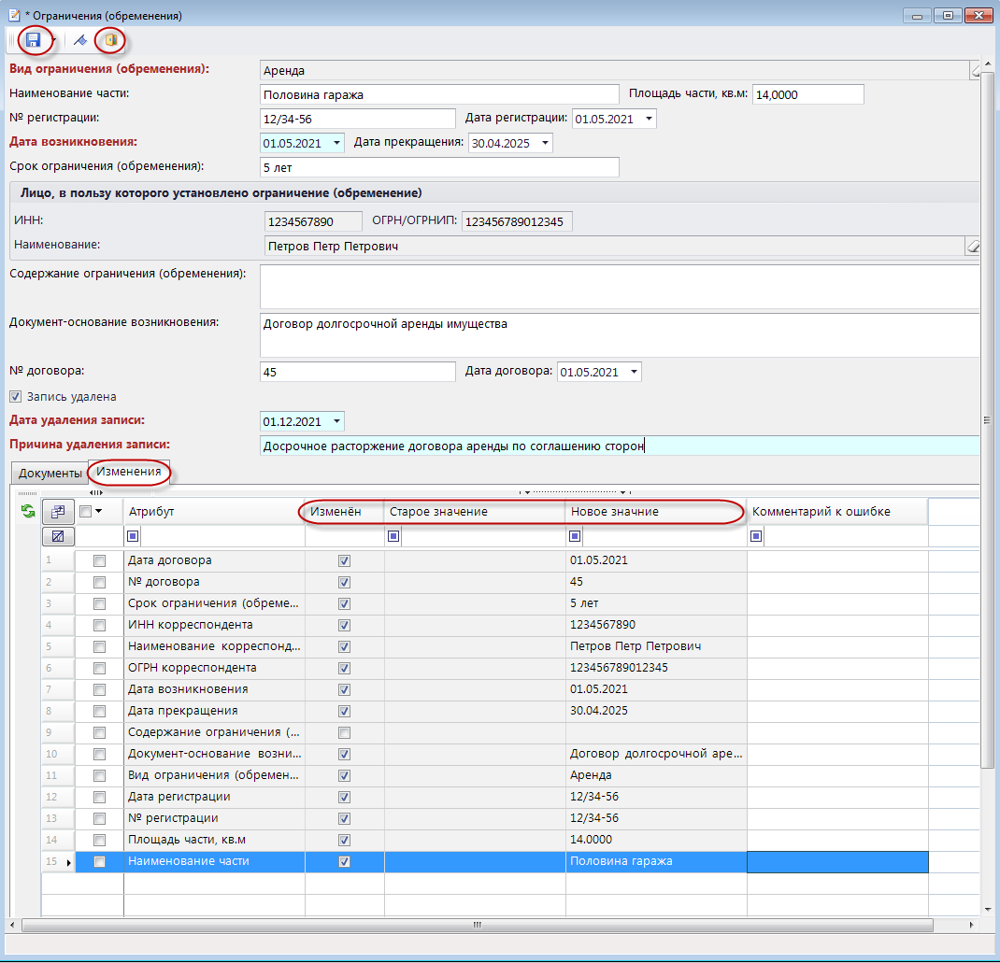 * Ограничения (обременения)
Вид ограничения (обременения): Аренда
Наименование части: Половина гаража Площадь части, кв.м: 14,0000
№ регистрации: 12/34-56 Дата регистрации: 01.05.2021
Дата возникновения: 01.05.2021 Дата прекращения: 30.04.2025
Срок ограничения (обременения): 5 лет
Лицо, в пользу которого установлено ограничение (обременение)
ИНН: 1234567890 ОГРН/ОГРНИП: 123456789012345
Наименование: Петров Петр Петрович
Содержание ограничения (обременения):
Документ-основание возникновения: Договор долгосрочной аренды имущества
№ договора: 45 Дата договора: 01.05.2021
Запись удалена
Дата удаления записи: 01.12.2021
Причина удаления записи: Досрочное расторжение договора аренды по соглашению сторон
Документы Изменения
Атрибут Изменён Старое значение Новое значние Комментарий к ошибке
1 Дата договора 01.05.2021
2 № договора 45
3 Срок ограничения (обреме... 5 лет
4 ИНН корреспондента 1234567890
5 Наименование корреспонд... Петров Петр Петрович
6 ОГРН корреспондента 123456789012345
7 Дата возникновения 01.05.2021
8 Дата прекращения 30.04.2025
9 Содержание ограничения (...
10 Документ-основание возни... Договор долгосрочной аре...
11 Вид ограничения (обремен... Аренда
12 Дата регистрации 12/34-56
13 № регистрации 12/34-56
14 Площадь части, кв.м 14.0000
15 Наименование части Половина гаража